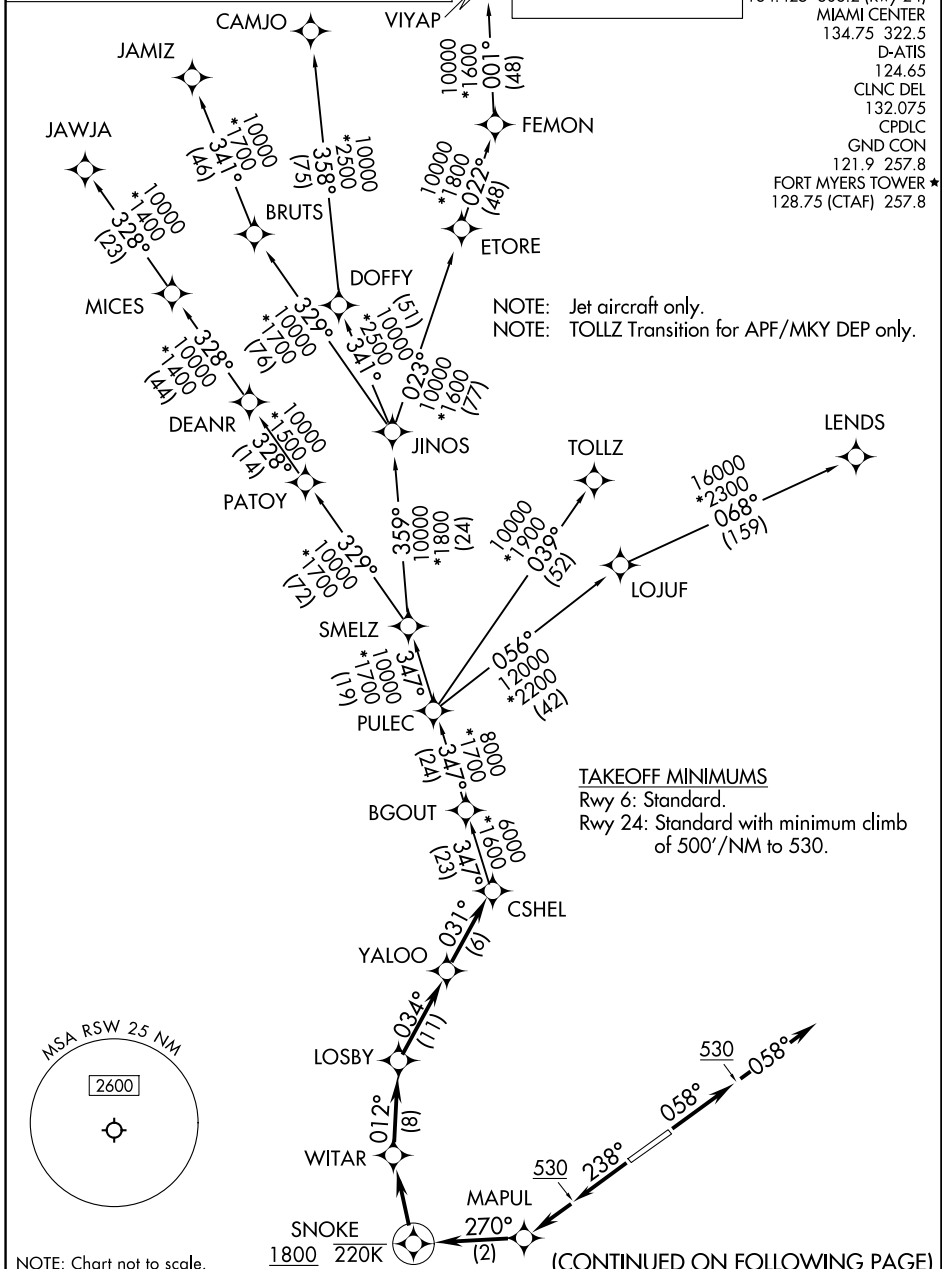 MIAMI CENTER
134.75 322.5
D-ATIS
124.65
CLNC DEL
132.075
CPDLC
GND CON
121.9 257.8
FORT MYERS TOWER ★
128.75 (CTAF) 257.8
VIYAP
10000
*1600
001°
(48)
CAMJO
JAMIZ
JAWJA
FEMON
10000
*2500
358°
(75)
10000
*1700
341°
(46)
10000
*1400
328°
(23)
10000
*1800
022°
(48)
BRUTS
ETORE
DOFFY
MICES
NOTE: Jet aircraft only.
NOTE: TOLLZ Transition for APF/MKY DEP only.
(51)
10000
*2500
341°
329°
10000
*1700
(76)
023°
10000
*1600
(77)
328°
10000
*1400
(44)
DEANR
JINOS
TOLLZ
LENDS
10000
*1500
328°
(14)
PATOY
359°
10000
*1800
(24)
10000
*1900
039°
(52)
16000
*2300
068°
(159)
LOJUF
329°
10000
*1700
(72)
SMELZ
056°
12000
*2200
(42)
347°
10000
*1700
(19)
PULEC
8000
*1700
347°
(24)
BGOUT
TAKEOFF MINIMUMS
Rwy 6: Standard.
Rwy 24: Standard with minimum climb
of 500'/NM to 530.
6000
*1600
347°
(23)
CSHEL
031°
(6)
YALOO
034°
(11)
LOSBY
MSA RSW 25 NM
2600
012°
(8)
WITAR
530
058°
058°
238°
530
MAPUL
270°
(2)
SNOKE
1800 220K
NOTE: Chart not to scale.
(CONTINUED ON FOLLOWING PAGE)